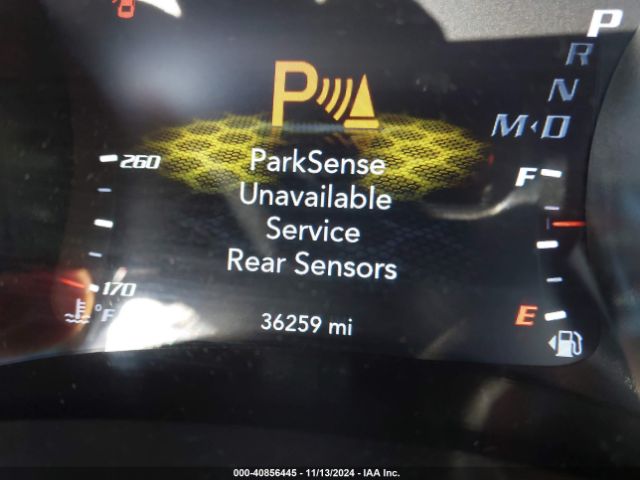 P
R
N
M◄D
P
260
ParkSense
F
Unavailable
Service
Rear Sensors
170
°F
E
36259 mi
000-40856445 - 11/13/2024 - IAA Inc.